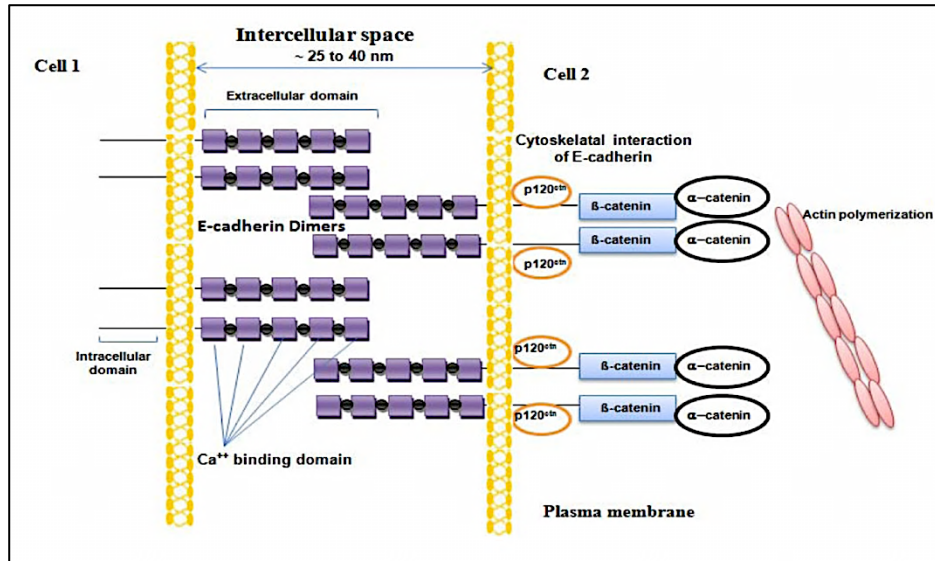 Intercellular space
~ 25 to 40 nm
Cell 1
Cell 2
Extracellular domain
Cytoskelatal interaction
of E-cadherin
p120ctn
ß-catenin
α–catenin
Actin polymerization
E-cadherin Dimers
ß-catenin
α–catenin
p120ctn
Intracellular
domain
p120ctn
ß-catenin
α–catenin
ß-catenin
α–catenin
p120ctn
Ca++ binding domain
Plasma membrane